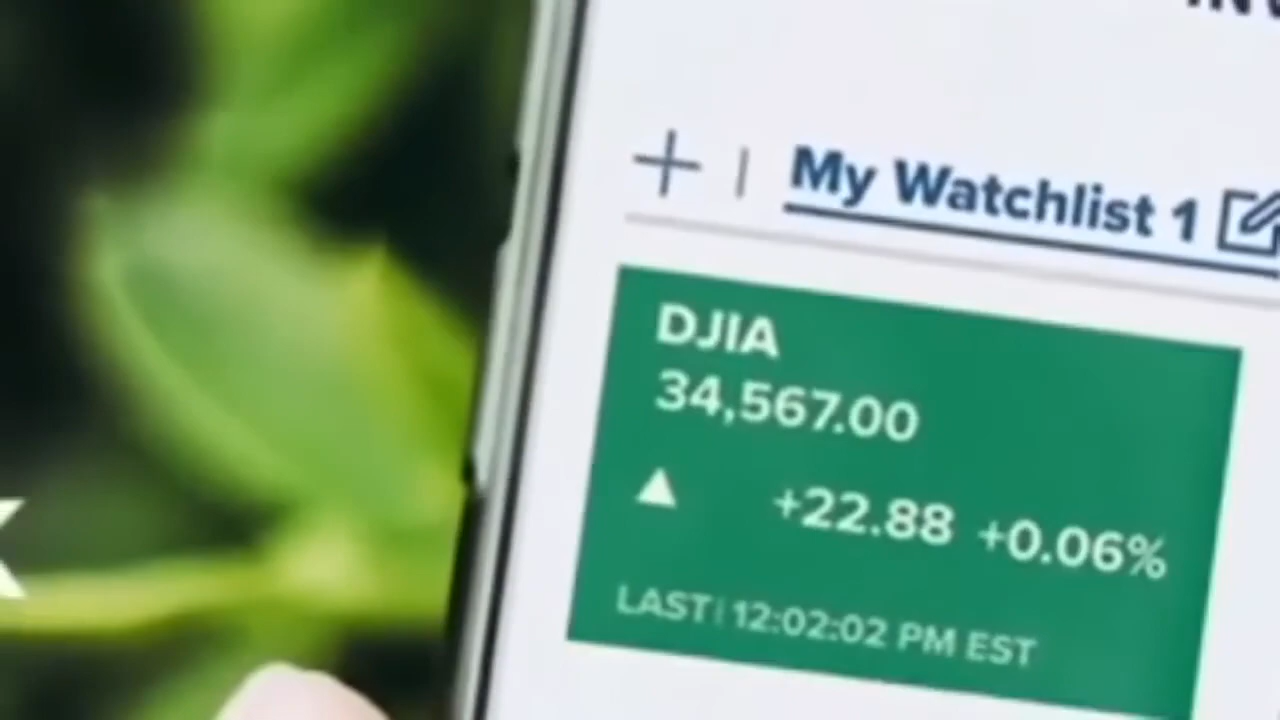 My Watchlist 1
DJIA
34,567.00
▲ +22.88 +0.06%
LAST| 12:02:02 PM EST